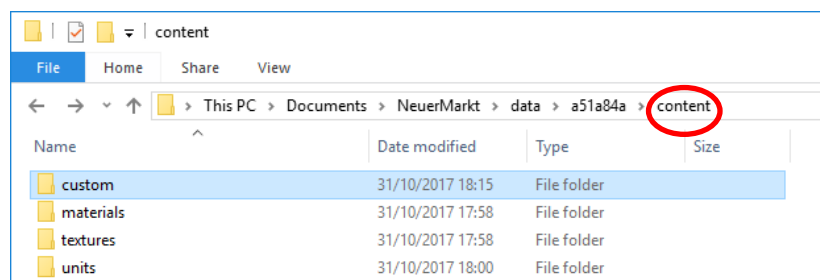 content
File Home Share View
This PC > Documents > NeuerMarkt > data > a51a84a > content
Name Date modified Type Size
custom 31/10/2017 18:15 File folder
materials 31/10/2017 17:58 File folder
textures 31/10/2017 17:58 File folder
units 31/10/2017 18:00 File folder